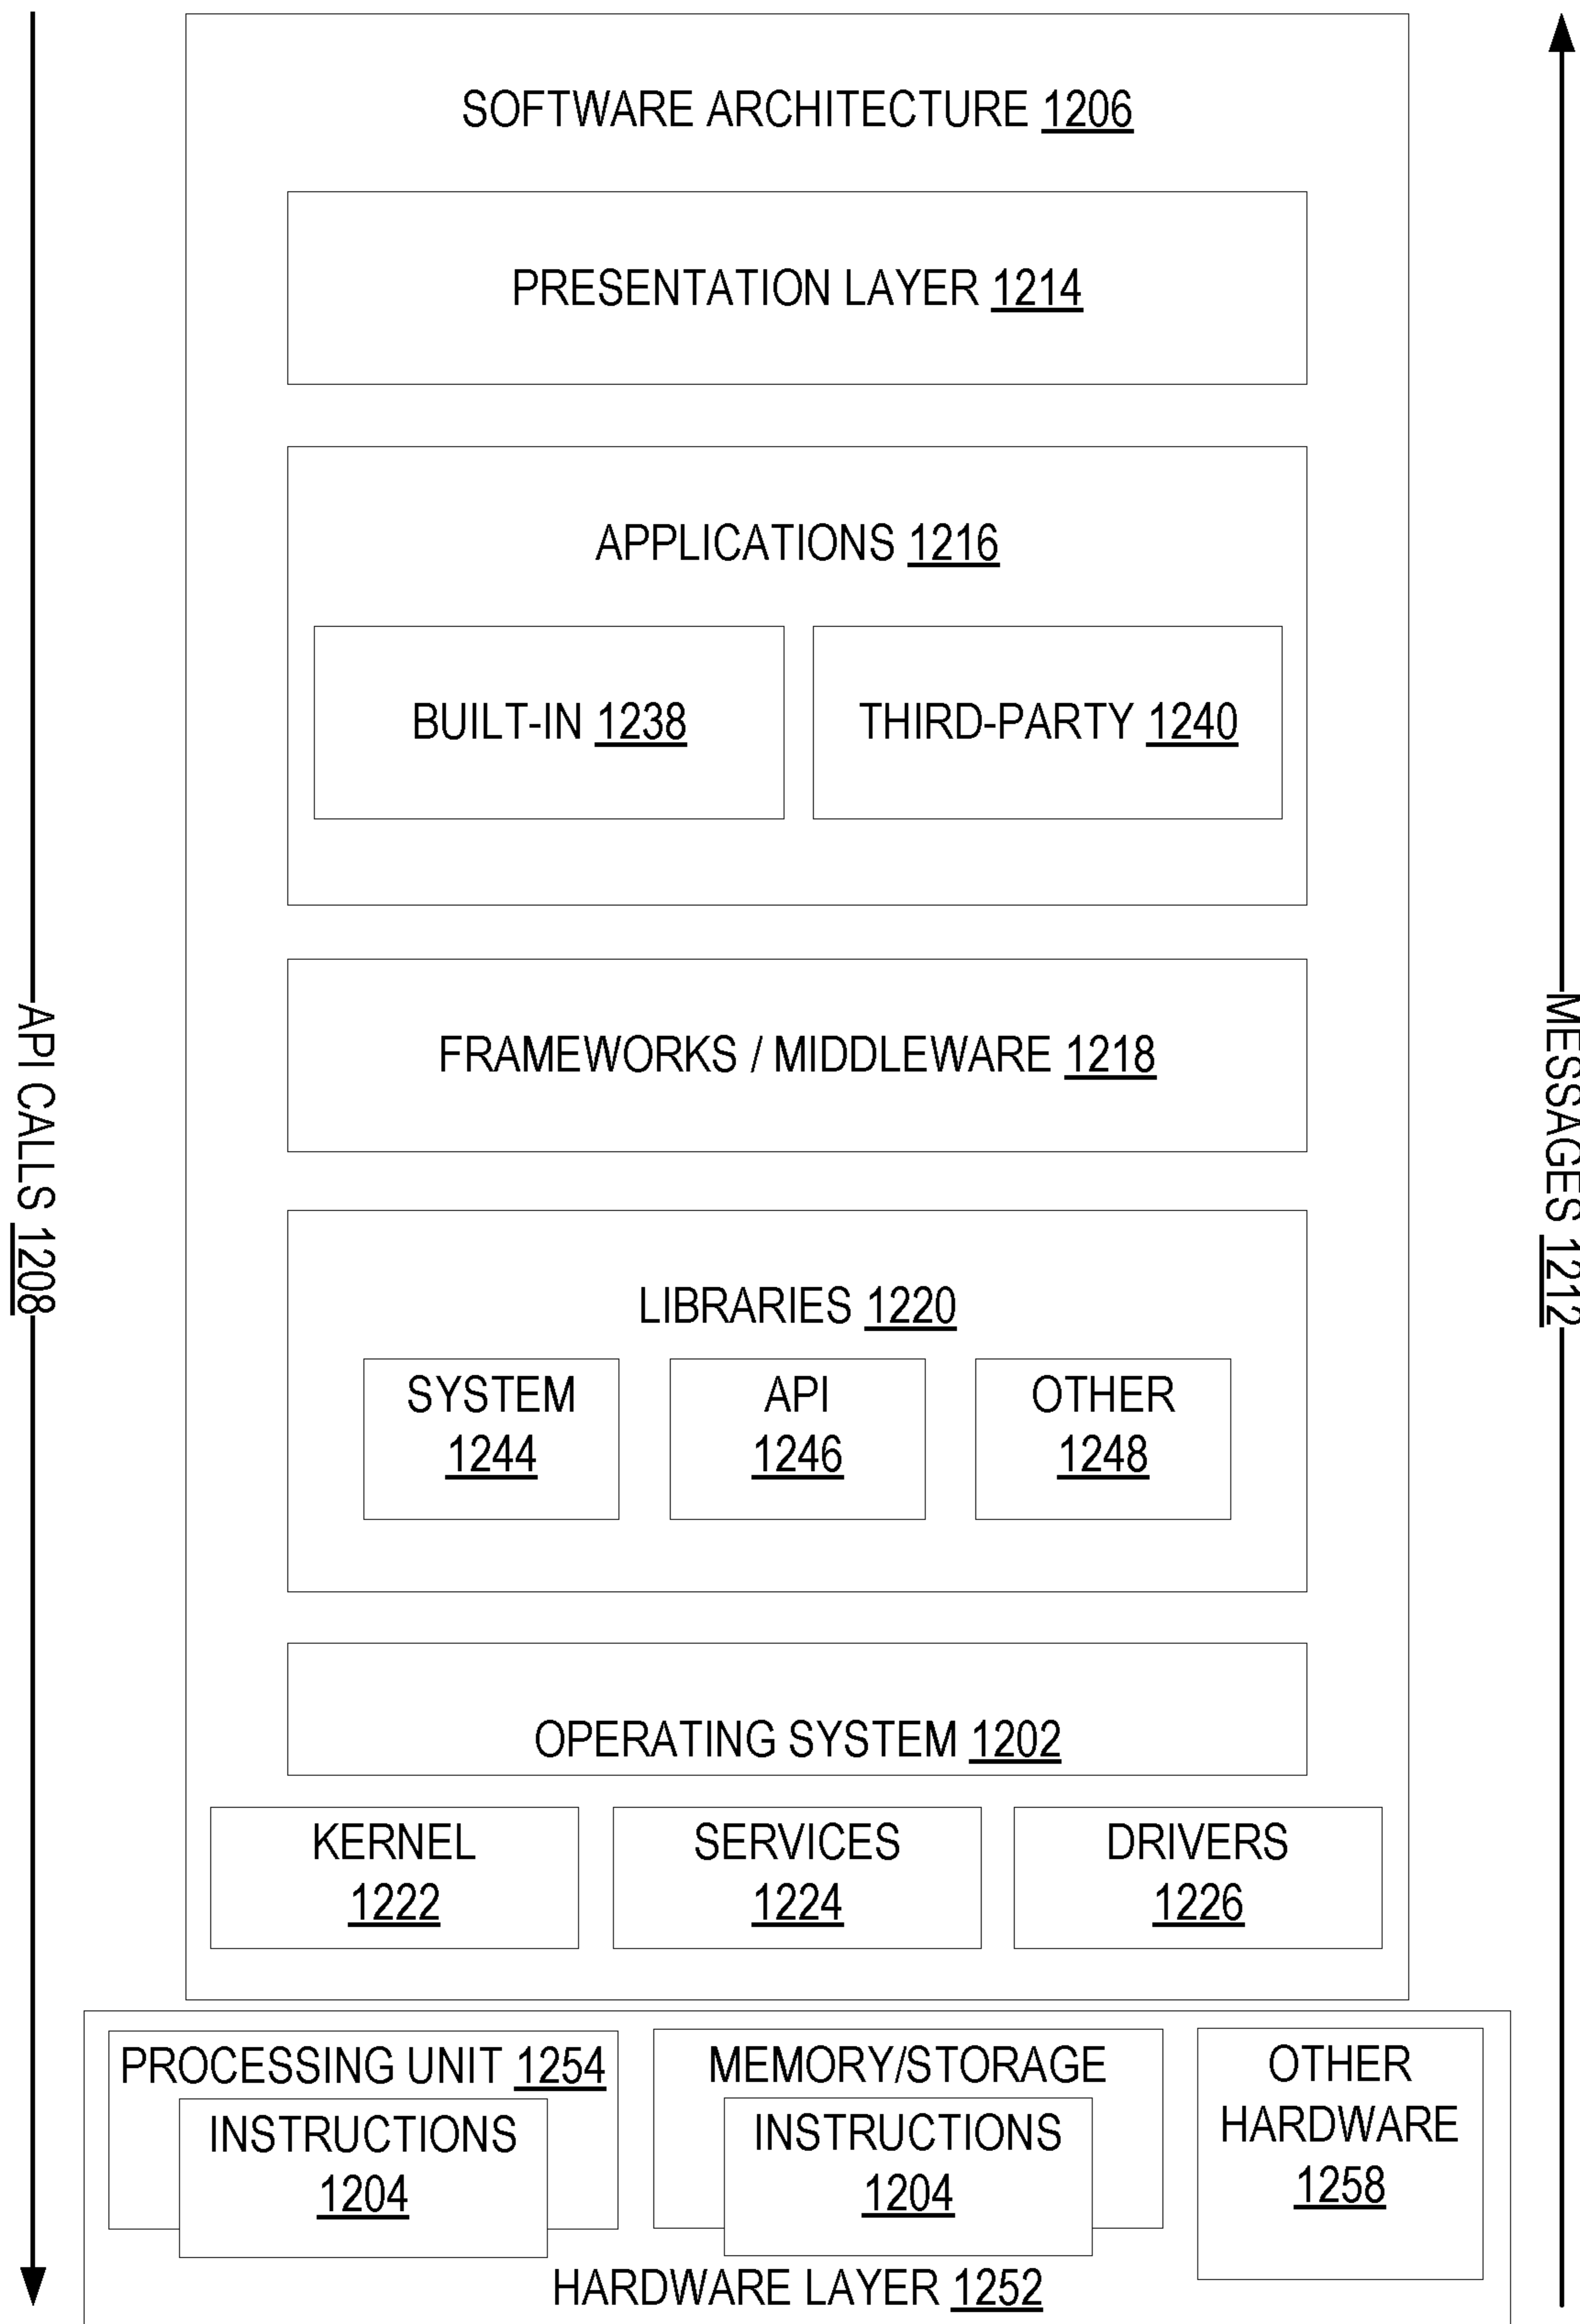 SOFTWARE ARCHITECTURE 1206
PRESENTATION LAYER 1214
APPLICATIONS 1216
BUILT-IN 1238
THIRD-PARTY 1240
FRAMEWORKS / MIDDLEWARE 1218
API CALLS 1208
MESSAGES 1212
LIBRARIES 1220
SYSTEM
1244
API
1246
OTHER
1248
OPERATING SYSTEM 1202
KERNEL
1222
SERVICES
1224
DRIVERS
1226
PROCESSING UNIT 1254
INSTRUCTIONS
1204
MEMORY/STORAGE
INSTRUCTIONS
1204
OTHER
HARDWARE
1258
HARDWARE LAYER 1252